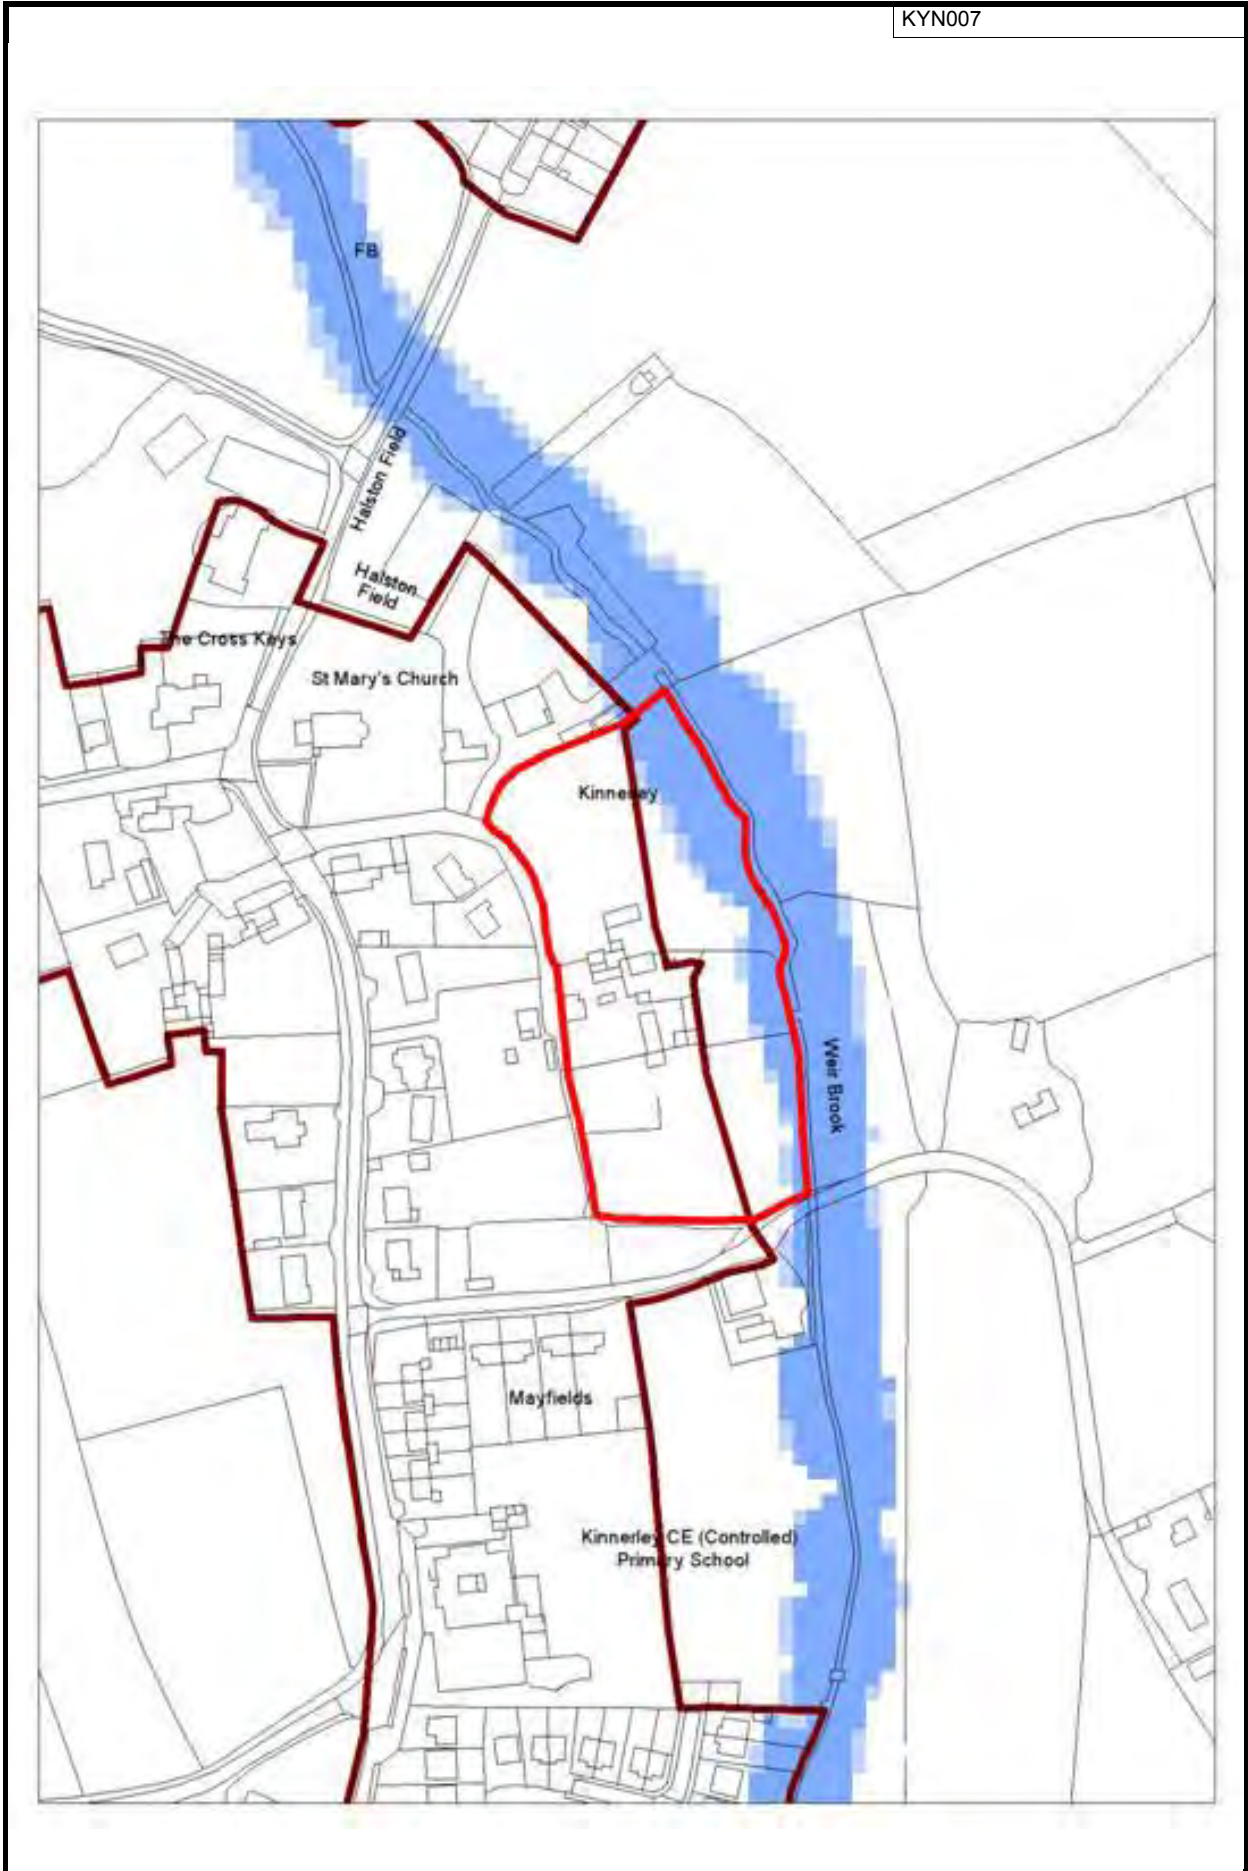 KYN007
FB
Halston Field
Halston
Field
The Cross Keys
St Mary's Church
Kinnerley
Weir Brook
Mayfields
Kinnerley CE (Controlled)
Primary School